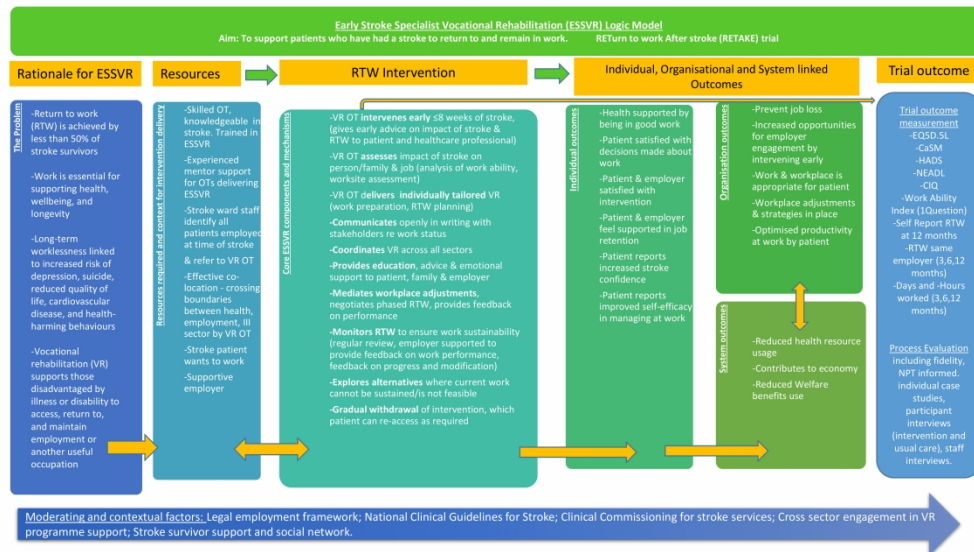 Early Stroke Specialist Vocational Rehabilitation (ESSVR) Logic Model
Aim: To support patients who have had a stroke to return to and remain in work. RETurn to work After stroke (RETAKE) trial
Rationale for ESSVR
The Problem
-Return to work
(RTW) is achieved by
less than 50% of
stroke survivors
-Work is essential for
supporting health,
wellbeing, and
longevity
-Long-term
worklessness linked
to increased risk of
depression, suicide,
reduced quality of
life, cardiovascular
disease, and health-
harming behaviours
-Vocational
rehabilitation (VR)
supports those
disadvantaged by
illness or disability to
access, return to,
and maintain
employment or
another useful
occupation
Resources
Resources required and context for intervention delivery
-Skilled OT,
knowledgeable in
stroke. Trained in
ESSVR
-Experienced
mentor support for
OTs delivering
ESSVR
-Stroke ward staff
identify all
patients employed
at time of stroke
& refer to VR OT
-Effective co-
location - crossing
boundaries
between health,
employment, III
sector by VR OT
-Stroke patient
wants to work
-Supportive
employer
RTW Intervention
Core ESSVR components and mechanisms
-VR OT intervenes early ≤8 weeks of stroke,
(gives early advice on impact of stroke &
RTW to patient and healthcare professional)
-VR OT assesses impact of stroke on
person/family & job (analysis of work ability,
worksite assessment)
-VR OT delivers individually tailored VR
(work preparation, RTW planning)
-Communicates openly in writing with
stakeholders re work status
-Coordinates VR across all sectors
-Provides education, advice & emotional
support to patient, family & employer
-Mediates workplace adjustments,
negotiates phased RTW, provides feedback
on performance
-Monitors RTW to ensure work sustainability
(regular review, employer supported to
provide feedback on work performance,
feedback on progress and modification)
-Explores alternatives where current work
cannot be sustained/is not feasible
-Gradual withdrawal of intervention, which
patient can re-access as required
Individual, Organisational and System linked
Outcomes
Individual outcomes
-Health supported by
being in good work
-Patient satisfied with
decisions made about
work
-Patient & employer
satisfied with
intervention
-Patient & employer
feel supported in job
retention
-Patient reports
increased stroke
confidence
-Patient reports
improved self-efficacy
in managing at work
Organisation outcomes
-Prevent job loss
-Increased opportunities
for employer
engagement by
intervening early
-Work & workplace is
appropriate for patient
-Workplace adjustments
& strategies in place
-Optimised productivity
at work by patient
System outcomes
-Reduced health resource
usage
-Contributes to economy
-Reduced Welfare
benefits use
Trial outcome
Trial outcome
measurement
-EQ5D.5L
-CaSM
-HADS
-NEADL
-CIQ
-Work Ability
Index (1Question)
-Self Report RTW
at 12 months
-RTW same
employer (3,6,12
months)
-Days and -Hours
worked (3,6,12
months)
Process Evaluation
including fidelity,
NPT informed.
individual case
studies,
participant
interviews
(intervention and
usual care), staff
interviews.
Moderating and contextual factors: Legal employment framework; National Clinical Guidelines for Stroke; Clinical Commissioning for stroke services; Cross sector engagement in VR
programme support; Stroke survivor support and social network.